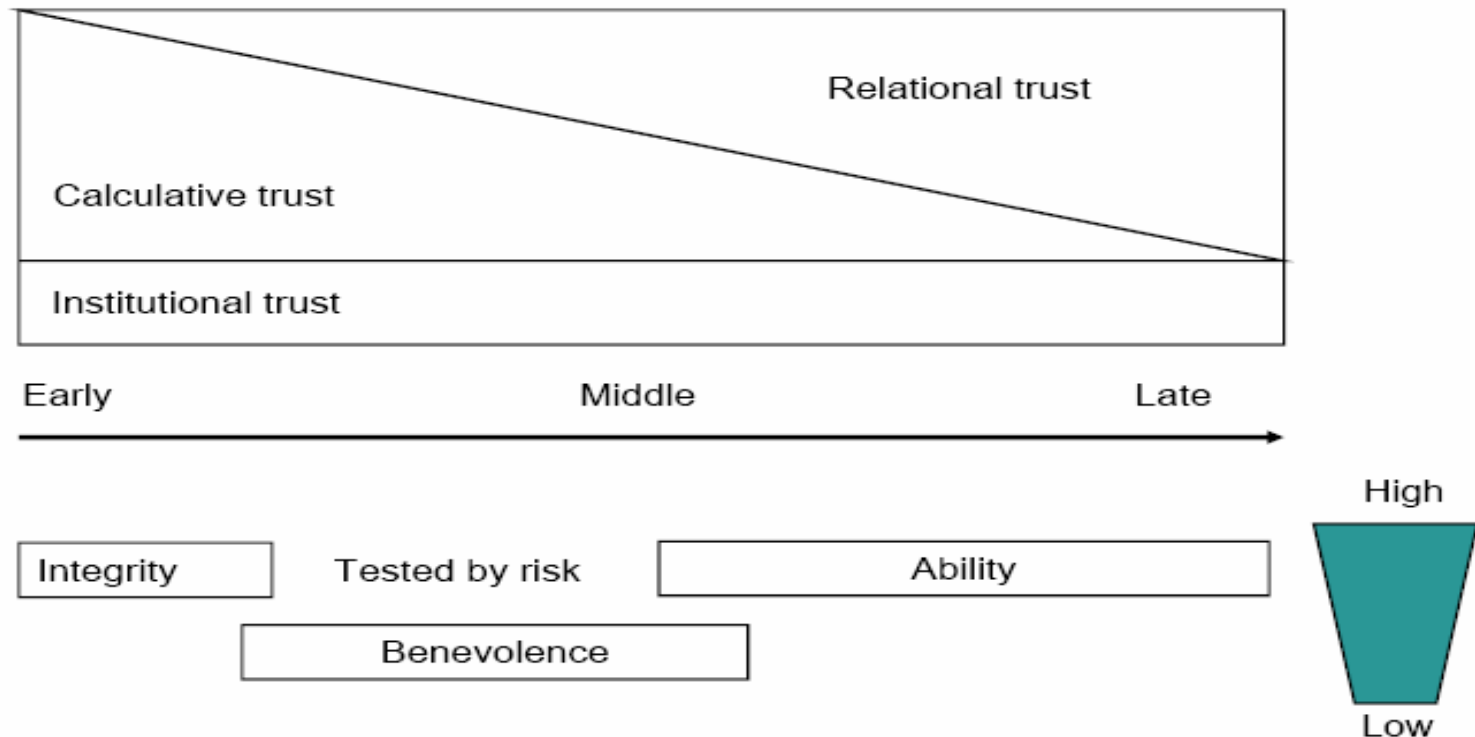 Relational trust
Calculative trust
Institutional trust
Early Middle Late
High
Integrity Tested by risk Ability
Benevolence
Low